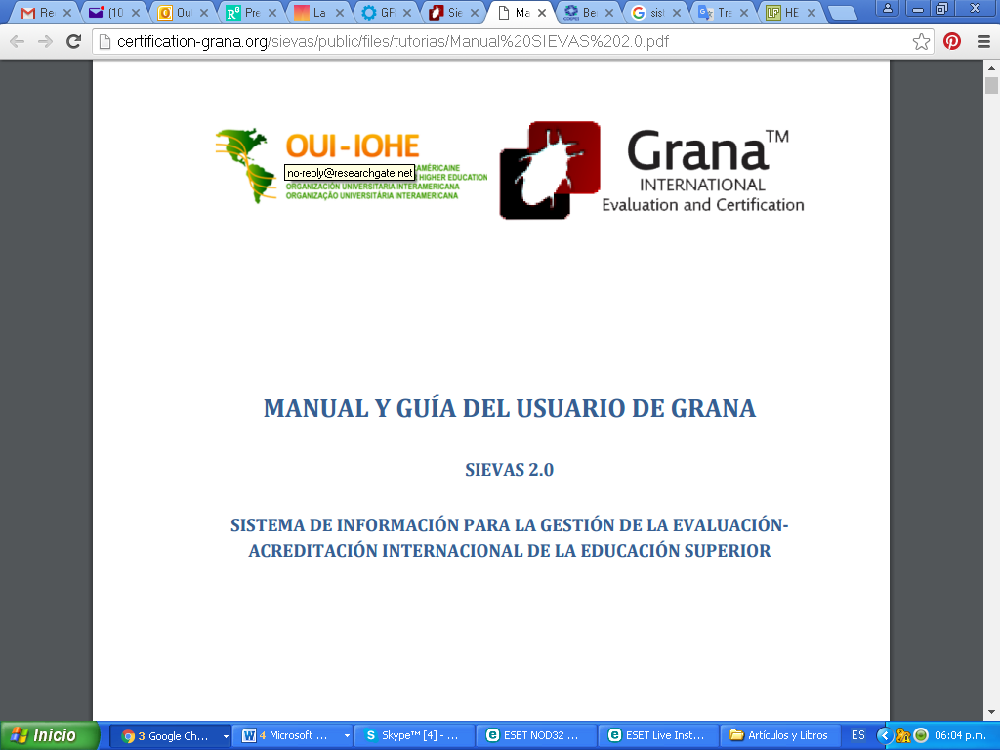 Re
(10
Ou
Pre
La
GF
Sie
Ma
Be
sis
Tra
HE
certification-grana.org/sievas/public/files/tutorias/Manual%20SIEVAS%202.0.pdf
OUI-IOHE
no-reply@researchgate.net
AMÉRICAINE
HIGHER EDUCATION
ORGANIZACIÓN UNIVERSITARIA INTERAMERICANA
ORGANIZAÇÃO UNIVERSITÁRIA INTERAMERICANA
Grana™
INTERNATIONAL
Evaluation and Certification
MANUAL Y GUÍA DEL USUARIO DE GRANA
SIEVAS 2.0
SISTEMA DE INFORMACIÓN PARA LA GESTIÓN DE LA EVALUACIÓN-
ACREDITACIÓN INTERNACIONAL DE LA EDUCACIÓN SUPERIOR
Inicio
3 Google Ch...
4 Microsoft ...
Skype™ [4] - ...
ESET NOD32 ...
ESET Live Inst...
Artículos y Libros
ES
06:04 p.m.